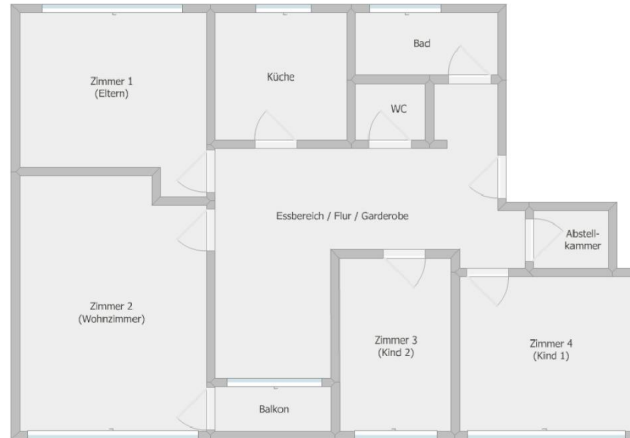 Bad
Zimmer 1
(Eltern)
Küche
WC
Essbereich / Flur / Garderobe
Abstell-
kammer
Zimmer 2
(Wohnzimmer)
Zimmer 3
(Kind 2)
Zimmer 4
(Kind 1)
Balkon